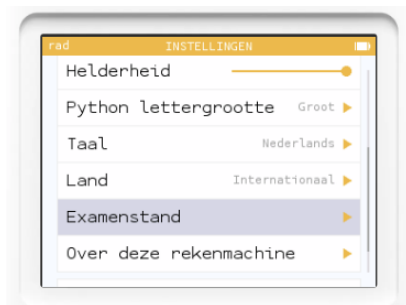 rad INSTELLINGEN
Helderheid
Python lettergrootte Groot
Taal Nederlands
Land Internationaal
Examenstand
Over deze rekenmachine